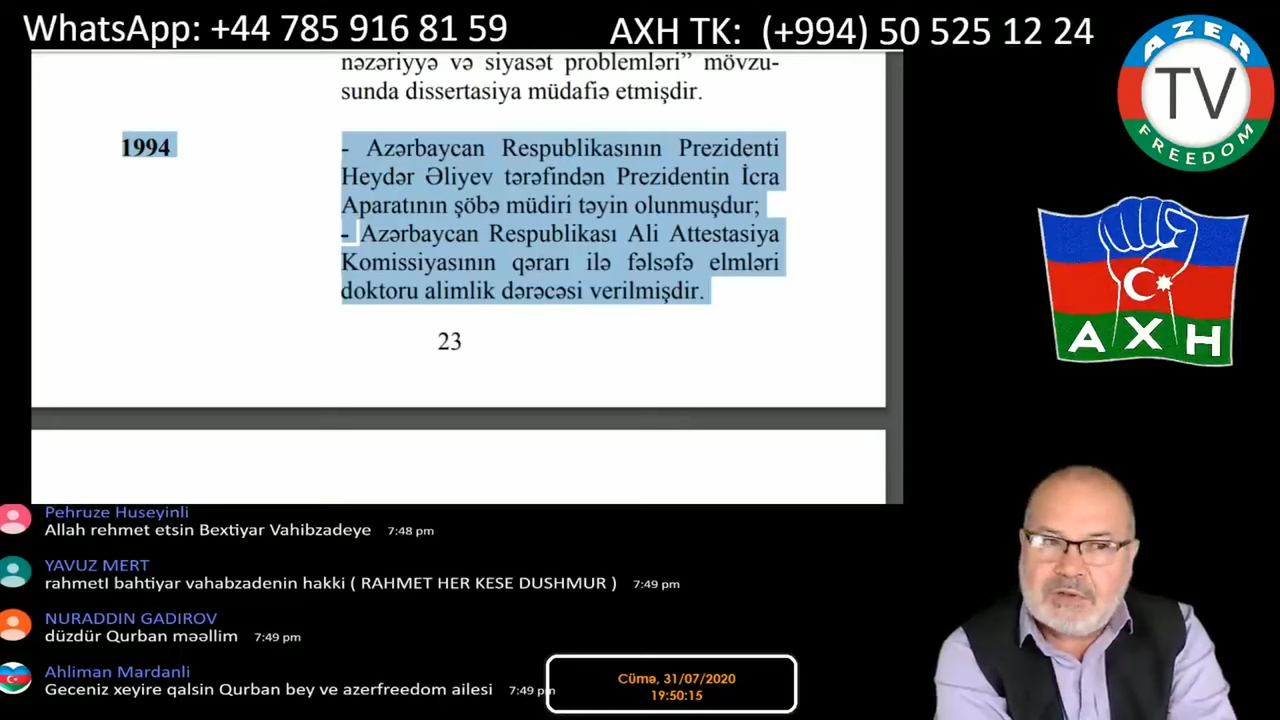 WhatsApp: +44 785 916 81 59
AXH TK: (+994) 50 525 12 24
AZER
TV
FREEDOM
nəzəriyyə və siyasət problemləri” mövzu-
sunda dissertasiya müdafiə etmişdir.
1994
- Azərbaycan Respublikasının Prezidenti
Heydər Əliyev tərəfindən Prezidentin İcra
Aparatının şöbə müdiri təyin olunmuşdur;
- Azərbaycan Respublikası Ali Attestasiya
Komissiyasının qərarı ilə fəlsəfə elmləri
doktoru alimlik dərəcəsi verilmişdir.
23
AXH
Pehruze Huseyinli
Allah rehmet etsin Bextiyar Vahibzadeye 7:48 pm
YAVUZ MERT
rahmetI bahtiyar vahabzadenin hakki ( RAHMET HER KESE DUSHMUR ) 7:49 pm
NURADDIN GADIROV
düzdür Qurban məəllim 7:49 pm
Ahliman Mardanli
Geceniz xeyire qalsin Qurban bey ve azerfreedom ailesi 7:49 pm
Cümə, 31/07/2020
19:50:15